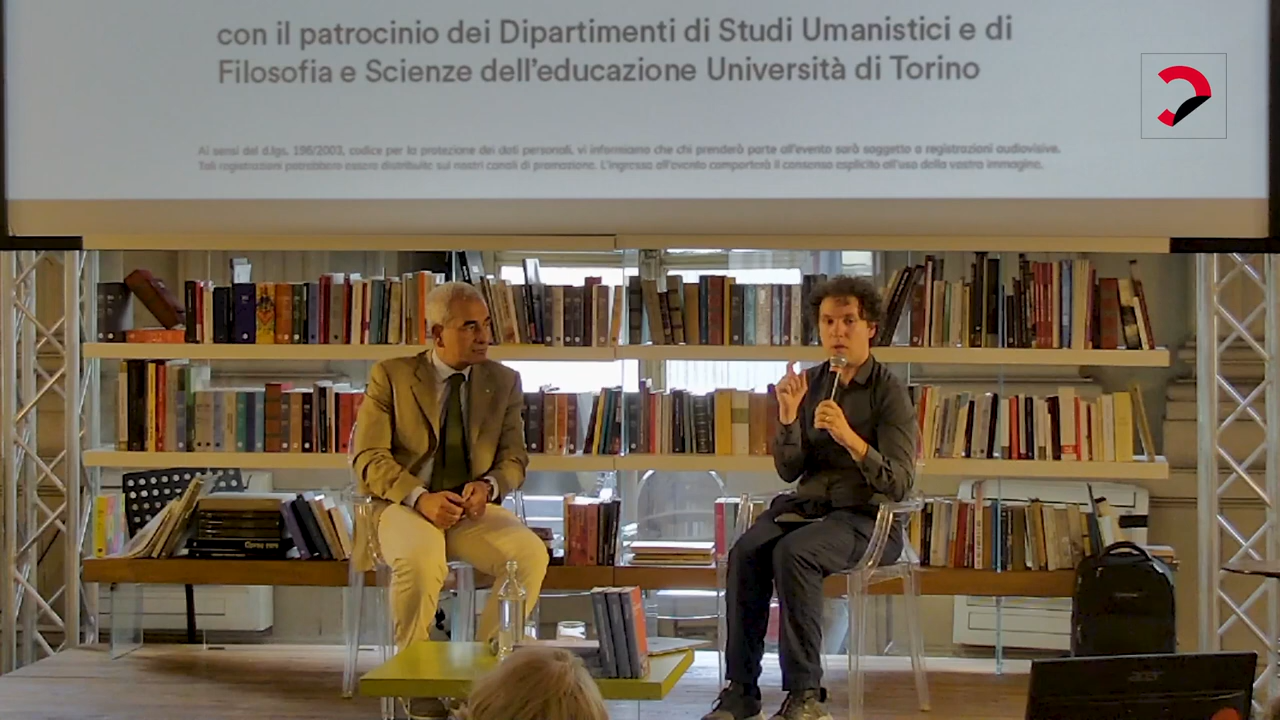 con il patrocinio dei Dipartimenti di Studi Umanistici e di
Filosofia e Scienze dell'educazione Università di Torino
Ai sensi del d.lgs. 196/2003, codice per la protezione dei dati personali, vi informiamo che chi prenderà parte all'evento sarà soggetto a registrazioni audiovisive.
Tali registrazioni potrebbero essere distribuite sui nostri canali di promozione. L'ingresso all'evento comporterà il consenso esplicito all'uso della vostra immagine.
acer